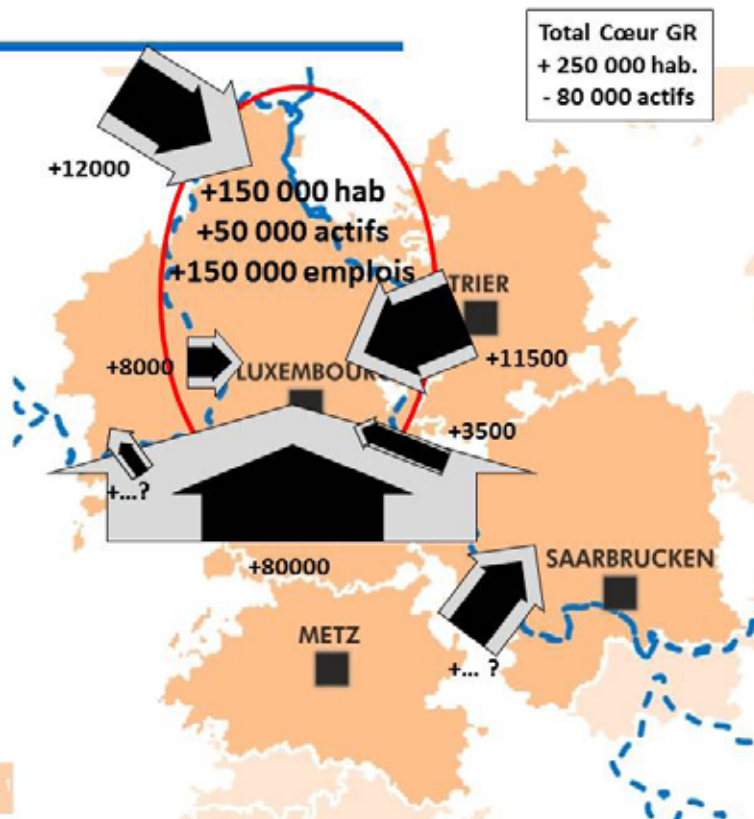 Total Cœur GR
+ 250 000 hab.
- 80 000 actifs
+12000
+150 000 hab
+50 000 actifs
+150 000 emplois
TRIER
+8000
LUXEMBOURG
+11500
+3500
+...?
+80000
SAARBRUCKEN
METZ
+... ?
1